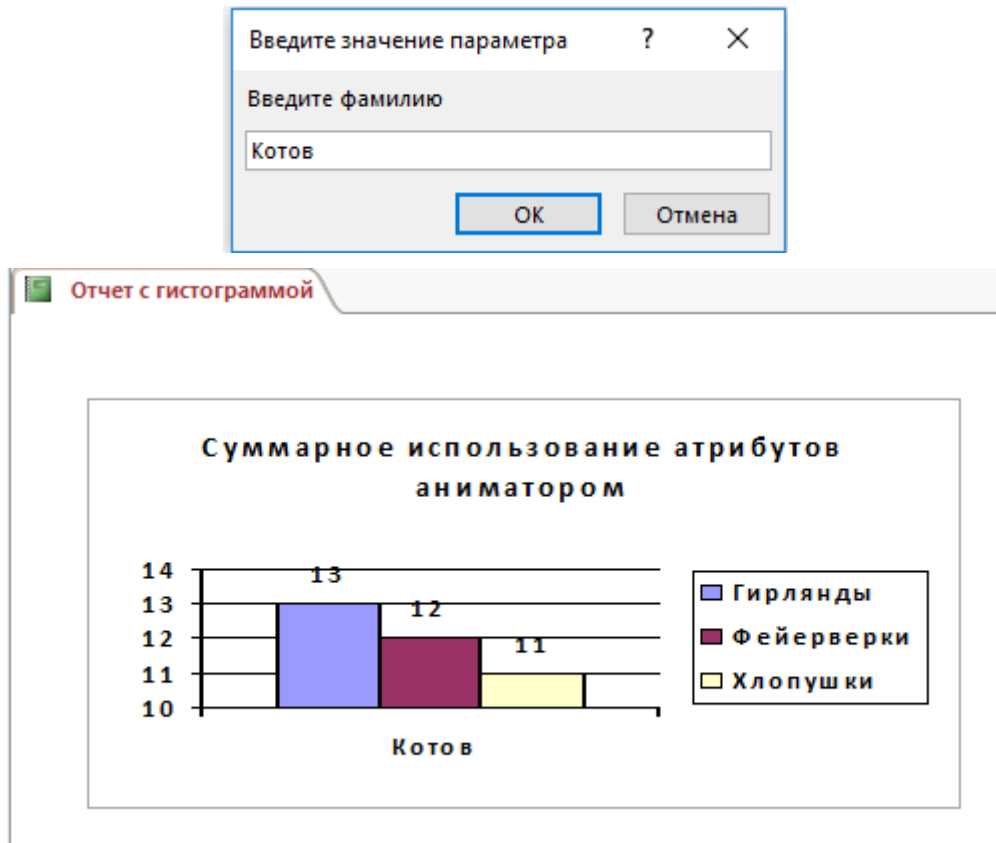 Введите значение параметра ? ×
Введите фамилию
Котов
ОК Отмена
Отчет с гистограммой
Суммарное использование атрибутов
аниматором
14
13
12
11
10
13
12
11
Котов
Гирлянды
Фейерверки
Хлопушки